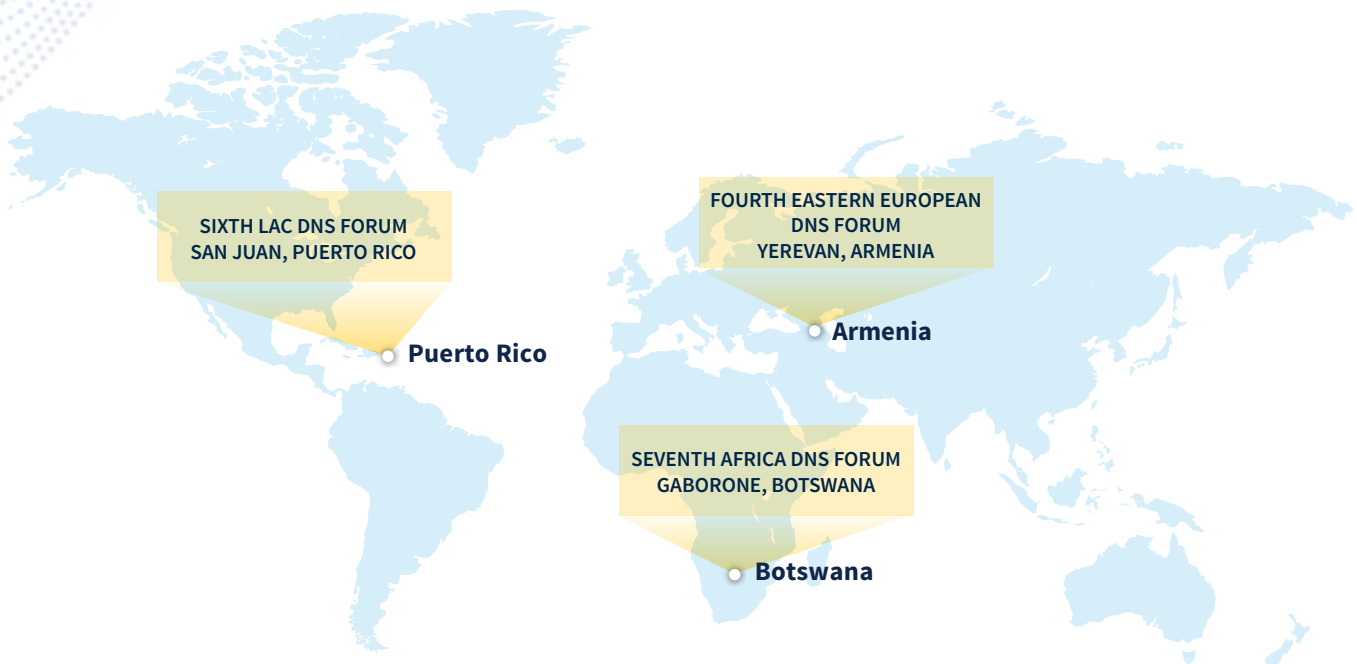 SIXTH LAC DNS FORUM
SAN JUAN, PUERTO RICO
Puerto Rico
FOURTH EASTERN EUROPEAN
DNS FORUM
YEREVAN, ARMENIA
Armenia
SEVENTH AFRICA DNS FORUM
GABORONE, BOTSWANA
Botswana